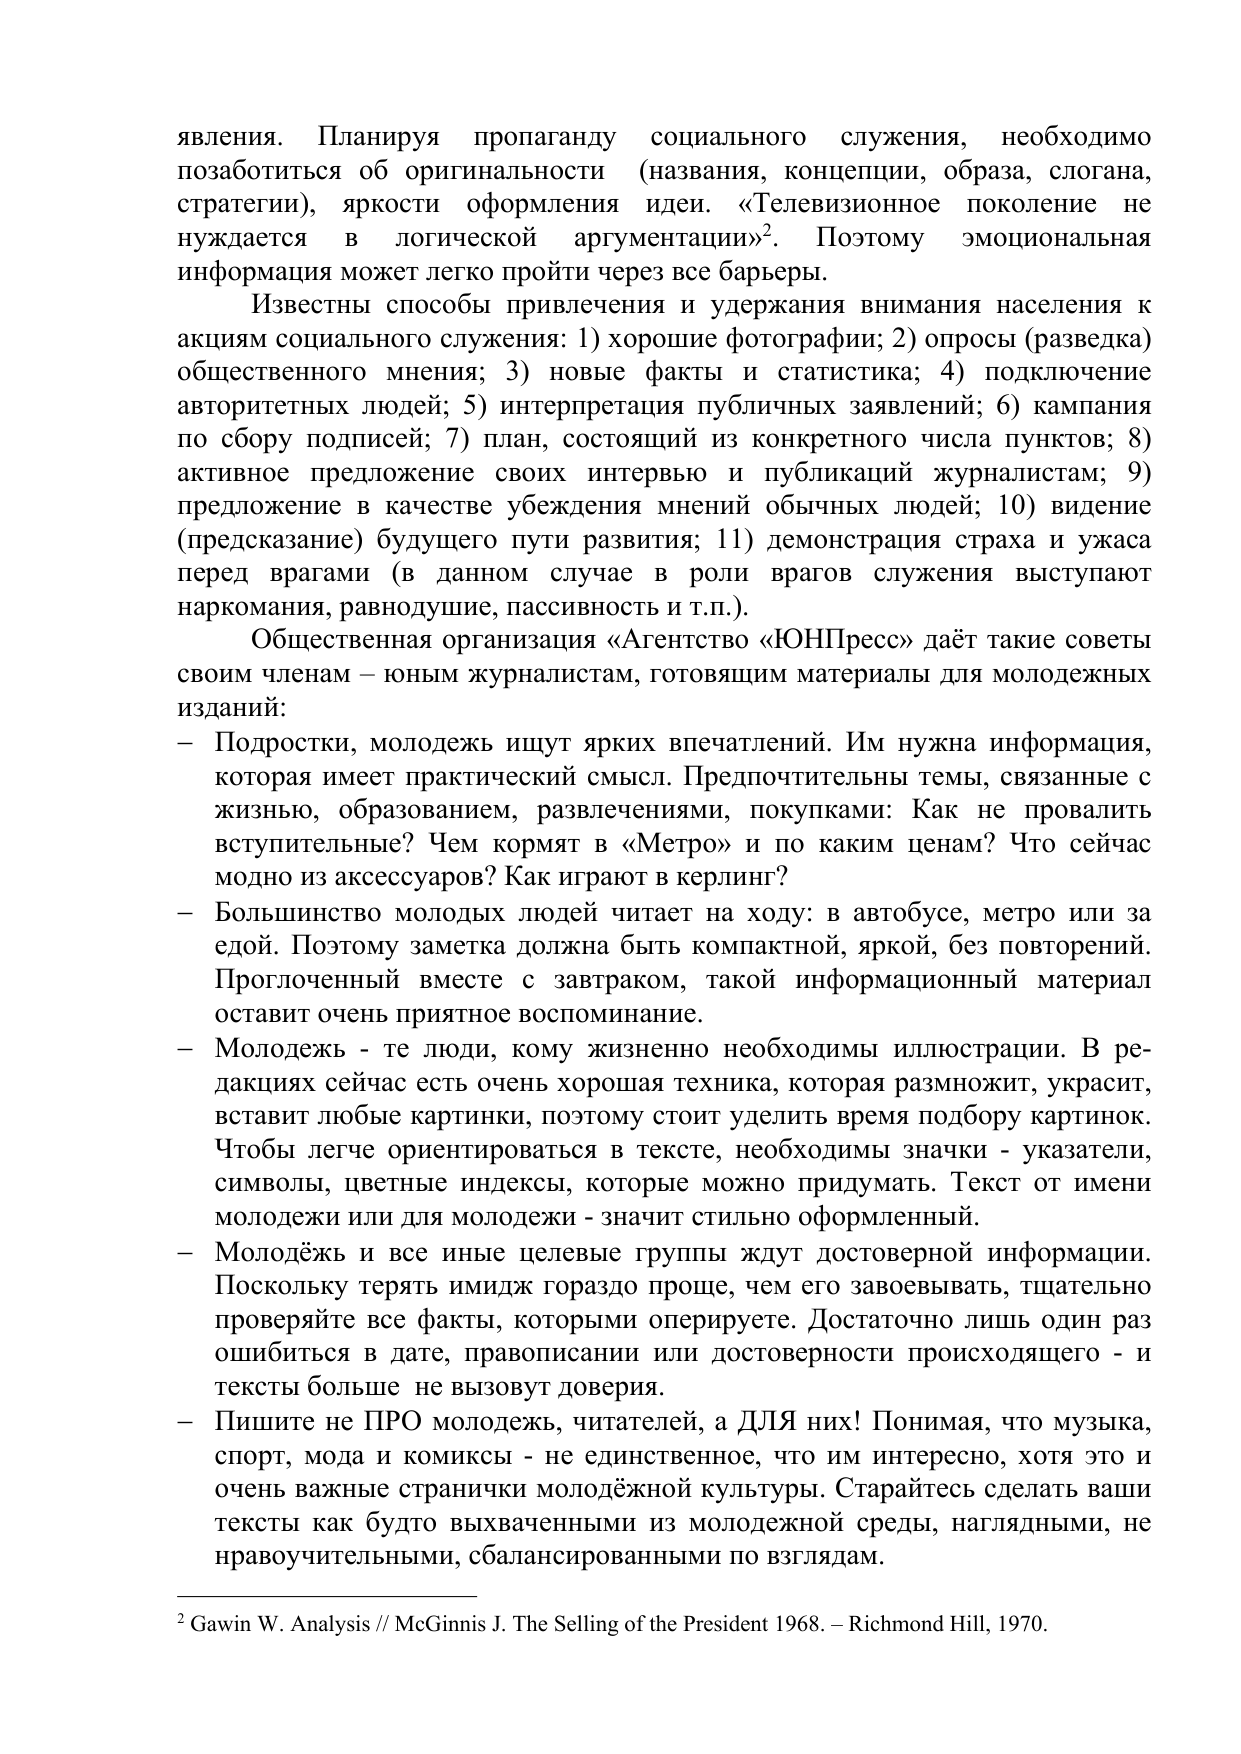 явления. Планируя пропаганду социального служения, необходимо
позаботиться об оригинальности (названия, концепции, образа, слогана,
стратегии), яркости оформления идеи. «Телевизионное поколение не
нуждается в логической аргументации»². Поэтому эмоциональная
информация может легко пройти через все барьеры.
Известны способы привлечения и удержания внимания населения к
акциям социального служения: 1) хорошие фотографии; 2) опросы (разведка)
общественного мнения; 3) новые факты и статистика; 4) подключение
авторитетных людей; 5) интерпретация публичных заявлений; 6) кампания
по сбору подписей; 7) план, состоящий из конкретного числа пунктов; 8)
активное предложение своих интервью и публикаций журналистам; 9)
предложение в качестве убеждения мнений обычных людей; 10) видение
(предсказание) будущего пути развития; 11) демонстрация страха и ужаса
перед врагами (в данном случае в роли врагов служения выступают
наркомания, равнодушие, пассивность и т.п.).
Общественная организация «Агентство «ЮНПресс» даёт такие советы
своим членам – юным журналистам, готовящим материалы для молодежных
изданий:
– Подростки, молодежь ищут ярких впечатлений. Им нужна информация,
которая имеет практический смысл. Предпочтительны темы, связанные с
жизнью, образованием, развлечениями, покупками: Как не провалить
вступительные? Чем кормят в «Метро» и по каким ценам? Что сейчас
модно из аксессуаров? Как играют в керлинг?
– Большинство молодых людей читает на ходу: в автобусе, метро или за
едой. Поэтому заметка должна быть компактной, яркой, без повторений.
Проглоченный вместе с завтраком, такой информационный материал
оставит очень приятное воспоминание.
– Молодежь - те люди, кому жизненно необходимы иллюстрации. В ре-
дакциях сейчас есть очень хорошая техника, которая размножит, украсит,
вставит любые картинки, поэтому стоит уделить время подбору картинок.
Чтобы легче ориентироваться в тексте, необходимы значки - указатели,
символы, цветные индексы, которые можно придумать. Текст от имени
молодежи или для молодежи - значит стильно оформленный.
– Молодёжь и все иные целевые группы ждут достоверной информации.
Поскольку терять имидж гораздо проще, чем его завоевывать, тщательно
проверяйте все факты, которыми оперируете. Достаточно лишь один раз
ошибиться в дате, правописании или достоверности происходящего - и
тексты больше не вызовут доверия.
– Пишите не ПРО молодежь, читателей, а ДЛЯ них! Понимая, что музыка,
спорт, мода и комиксы - не единственное, что им интересно, хотя это и
очень важные странички молодёжной культуры. Старайтесь сделать ваши
тексты как будто выхваченными из молодежной среды, наглядными, не
нравоучительными, сбалансированными по взглядам.
² Gawin W. Analysis // McGinnis J. The Selling of the President 1968. – Richmond Hill, 1970.